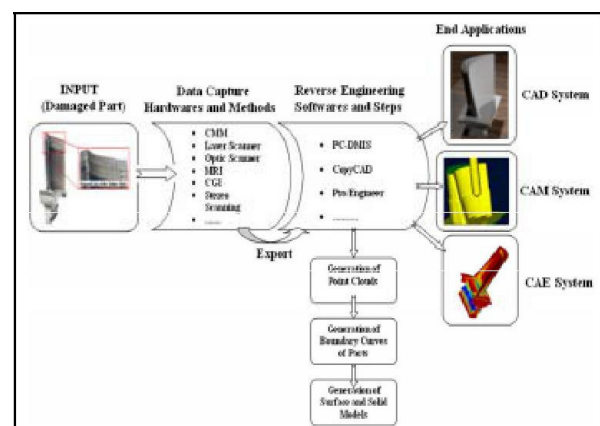 End Applications
INPUT
(Damaged Part)
Data Capture
Hardwares and Methods
Reverse Engineering
Softwares and Steps
CAD System
• CMM
• Laser Scanner
• Optic Scanner
• MRI
• CGI
• Stereo
Scanning
• ........
• PC-DMIS
• CopyCAD
• Pro/Engineer
• ............
CAM System
Export
Generation of
Point Clouds
CAE System
Generation of
Boundary Curves
of Parts
Generation of
Surface and Solid
Models